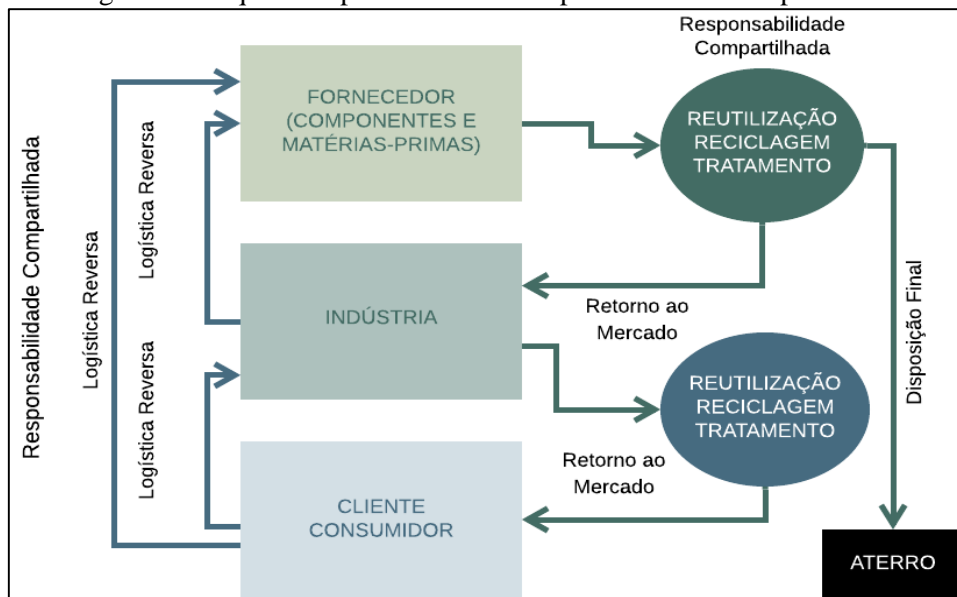 Responsabilidade
Compartilhada
FORNECEDOR
(COMPONENTES E
MATÉRIAS-PRIMAS)
REUTILIZAÇÃO
RECICLAGEM
TRATAMENTO
Responsabilidade Compartilhada
Logística Reversa
Logística Reversa
INDÚSTRIA
Retorno ao
Mercado
Disposição Final
Logística Reversa
REUTILIZAÇÃO
RECICLAGEM
TRATAMENTO
Retorno ao
Mercado
CLIENTE
CONSUMIDOR
ATERRO